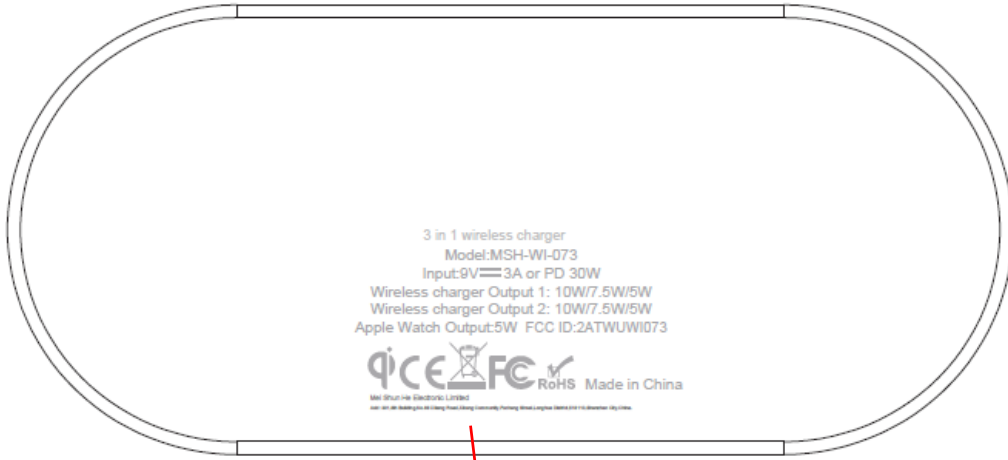 3 in 1 wireless charger
Model:MSH-WI-073
Input:9V⎓3A or PD 30W
Wireless charger Output 1: 10W/7.5W/5W
Wireless charger Output 2: 10W/7.5W/5W
Apple Watch Output:5W FCC ID:2ATWUWI073
qi CE FC RoHS Made in China
Mei Shun He Electronic Limited